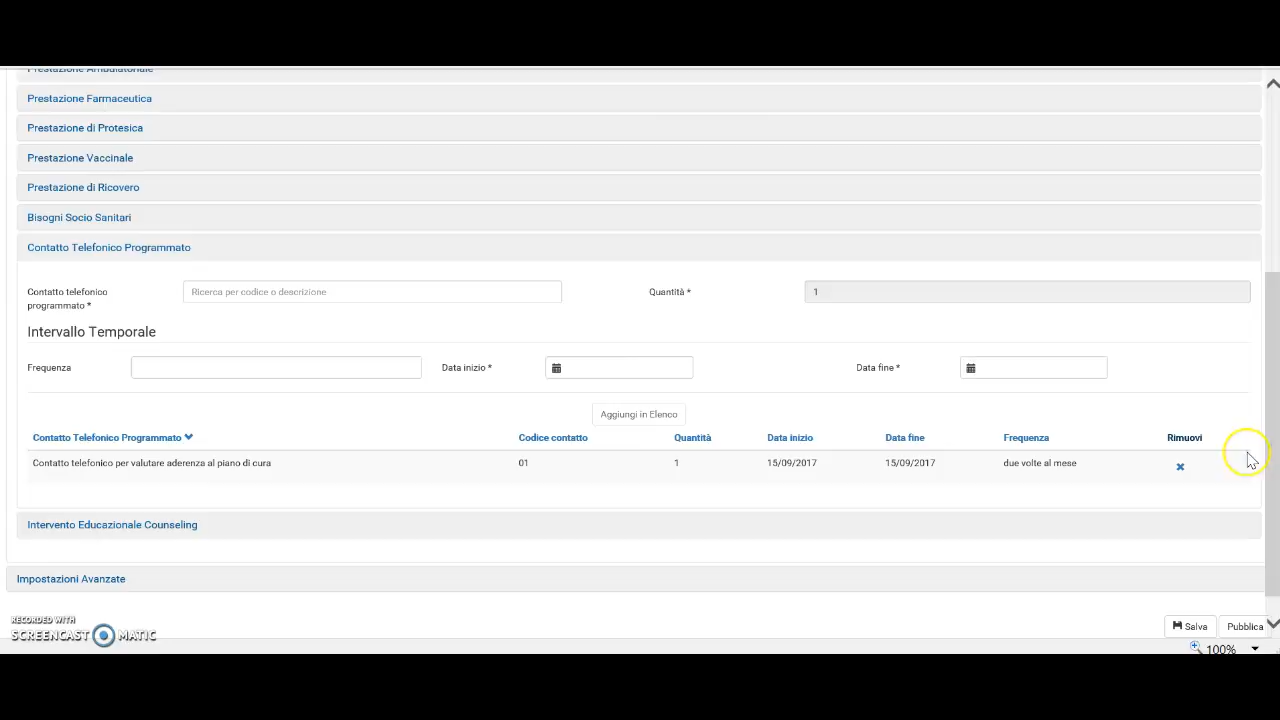 Prestazione Ambulatoriale
Prestazione Farmaceutica
Prestazione di Protesica
Prestazione Vaccinale
Prestazione di Ricovero
Bisogni Socio Sanitari
Contatto Telefonico Programmato
Contatto telefonico programmato * Ricerca per codice o descrizione Quantità * 1
Intervallo Temporale
Frequenza Data inizio * Data fine *
Aggiungi in Elenco
Contatto Telefonico Programmato Codice contatto Quantità Data inizio Data fine Frequenza Rimuovi
Contatto telefonico per valutare aderenza al piano di cura 01 1 15/09/2017 15/09/2017 due volte al mese
Intervento Educazionale Counseling
Impostazioni Avanzate
RECORDED WITH
SCREENCAST MATIC
Salva Pubblica
100%